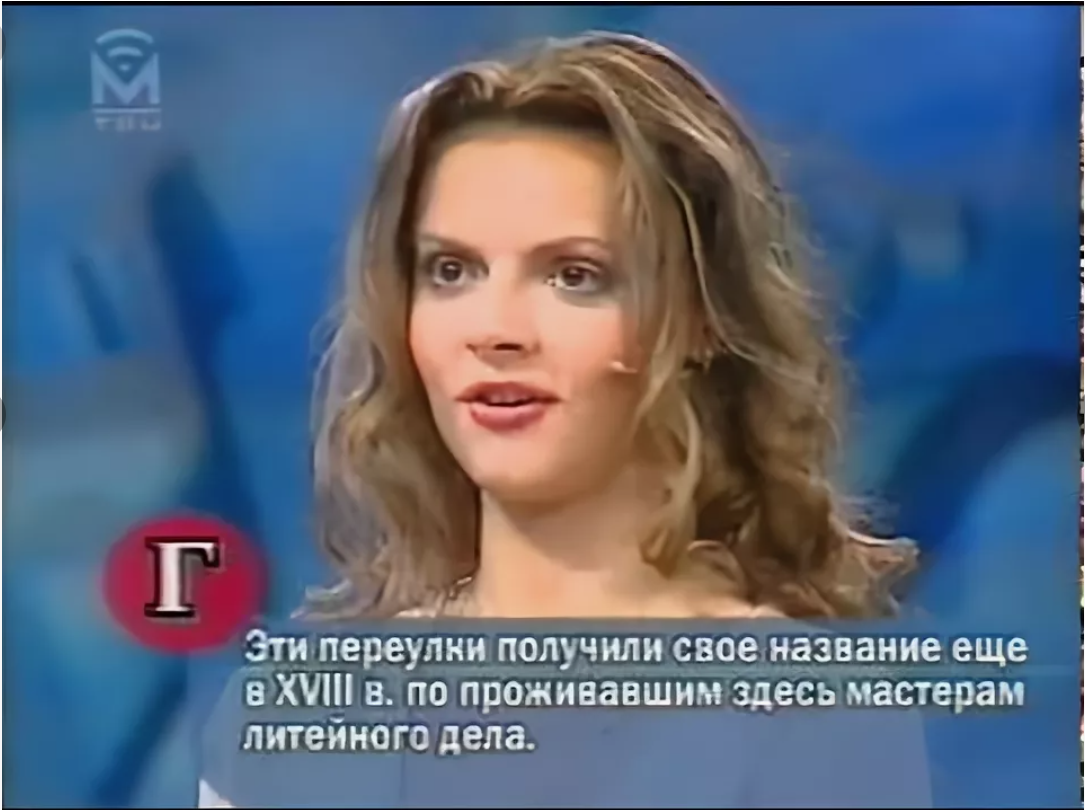 М
Г
Эти переулки получили свое название еще
в XVIII в. по проживавшим здесь мастерам
литейного дела.